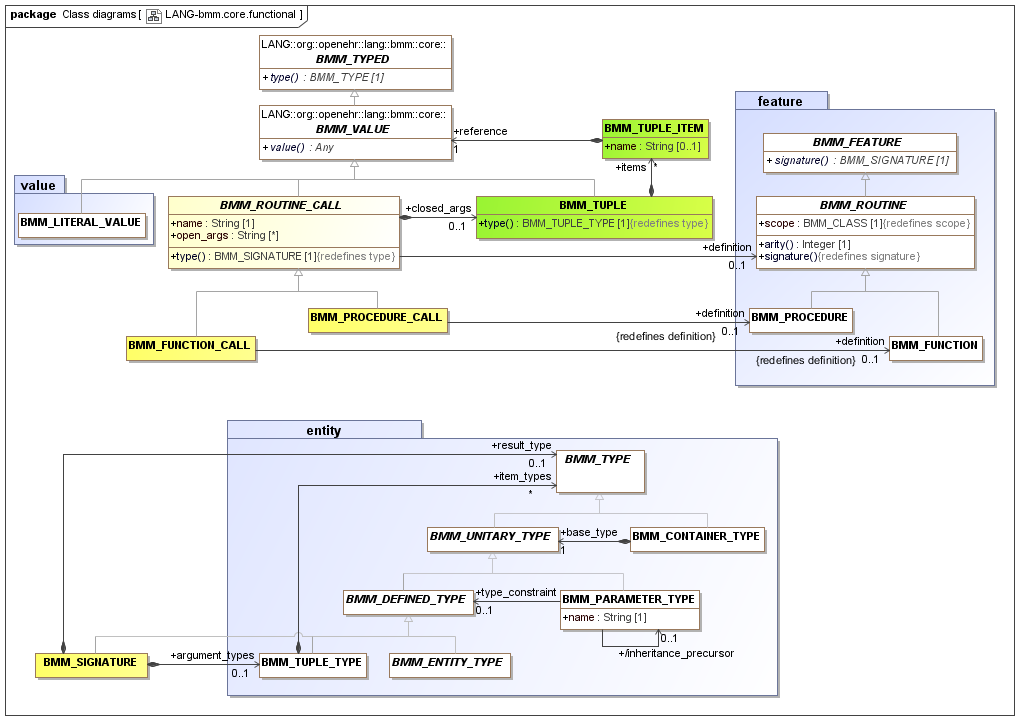 package Class diagrams [ LANG-bmm.core.functional ]
LANG::org::openehr::lang::bmm::core::
BMM_TYPED
+type() : BMM_TYPE [1]
LANG::org::openehr::lang::bmm::core::
BMM_VALUE
+value() : Any
+reference
1
BMM_TUPLE_ITEM
+name : String [0..1]
+items
*
feature
BMM_FEATURE
+signature() : BMM_SIGNATURE [1]
value
BMM_LITERAL_VALUE
BMM_ROUTINE_CALL
+name : String [1]
+open_args : String [*]
+type() : BMM_SIGNATURE [1]{redefines type}
+closed_args
0..1
BMM_TUPLE
+type() : BMM_TUPLE_TYPE [1]{redefines type}
BMM_ROUTINE
+scope : BMM_CLASS [1]{redefines scope}
+arity() : Integer [1]
+signature(){redefines signature}
+definition
0..1
BMM_PROCEDURE_CALL
+definition
0..1
{redefines definition}
BMM_PROCEDURE
BMM_FUNCTION_CALL
+definition
0..1
{redefines definition}
BMM_FUNCTION
entity
+result_type
0..1
BMM_TYPE
+item_types
*
BMM_UNITARY_TYPE
+base_type
1
BMM_CONTAINER_TYPE
BMM_DEFINED_TYPE
+type_constraint
0..1
BMM_PARAMETER_TYPE
+name : String [1]
0..1
+/inheritance_precursor
BMM_SIGNATURE
+argument_types
0..1
BMM_TUPLE_TYPE
BMM_ENTITY_TYPE